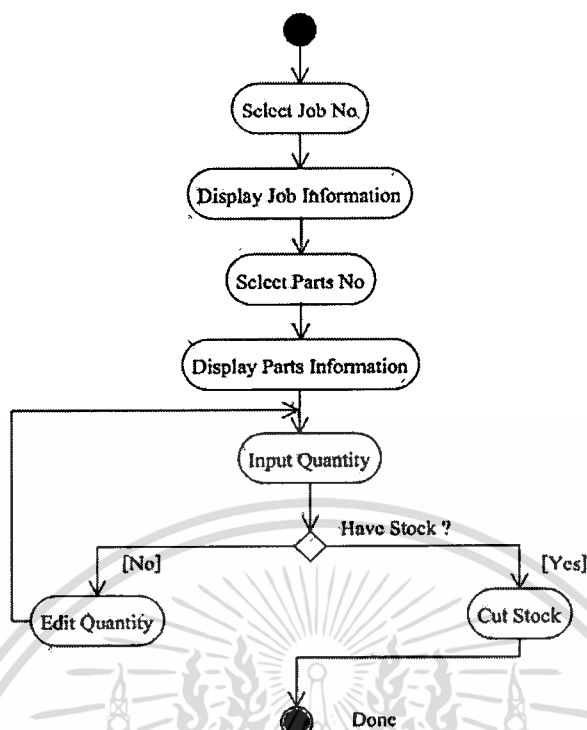 Select Job No
Display Job Information
Select Parts No
Display Parts Information
Input Quantity
Have Stock ?
[No]
[Yes]
Edit Quantity
Cut Stock
Done